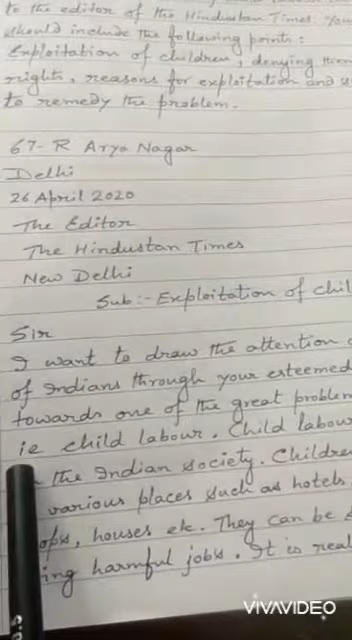 to the editor of the Hindustan Times. You
should include the following points:
Exploitation of children, denying them
rights, reasons for exploitation and
to remedy the problem.
67- R Arya Nagar
Delhi
26 April 2020
The Editor
The Hindustan Times
New Delhi
Sub:- Exploitation of
Sir
I want to draw the attention
of Indians through your esteemed
towards one of the great
ie child labour. Child
the Indian society.
various places such as hotels,
houses etc. They can be
harmful jobs. It is
VIVAVIDEO